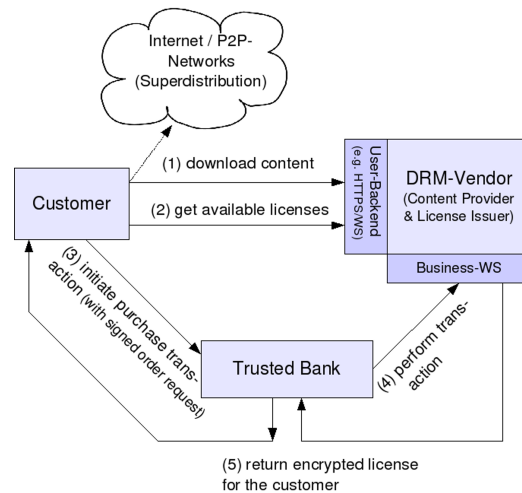 Internet / P2P-
Networks
(Superdistribution)
(1) download content
Customer
(2) get available licenses
User-Backend
(e.g. HTTPS/WS)
DRM-Vendor
(Content Provider
& License Issuer)
Business-WS
(3) initiate purchase trans-
action (with signed order request)
Trusted Bank
(4) perform trans-
action
(5) return encrypted license
for the customer